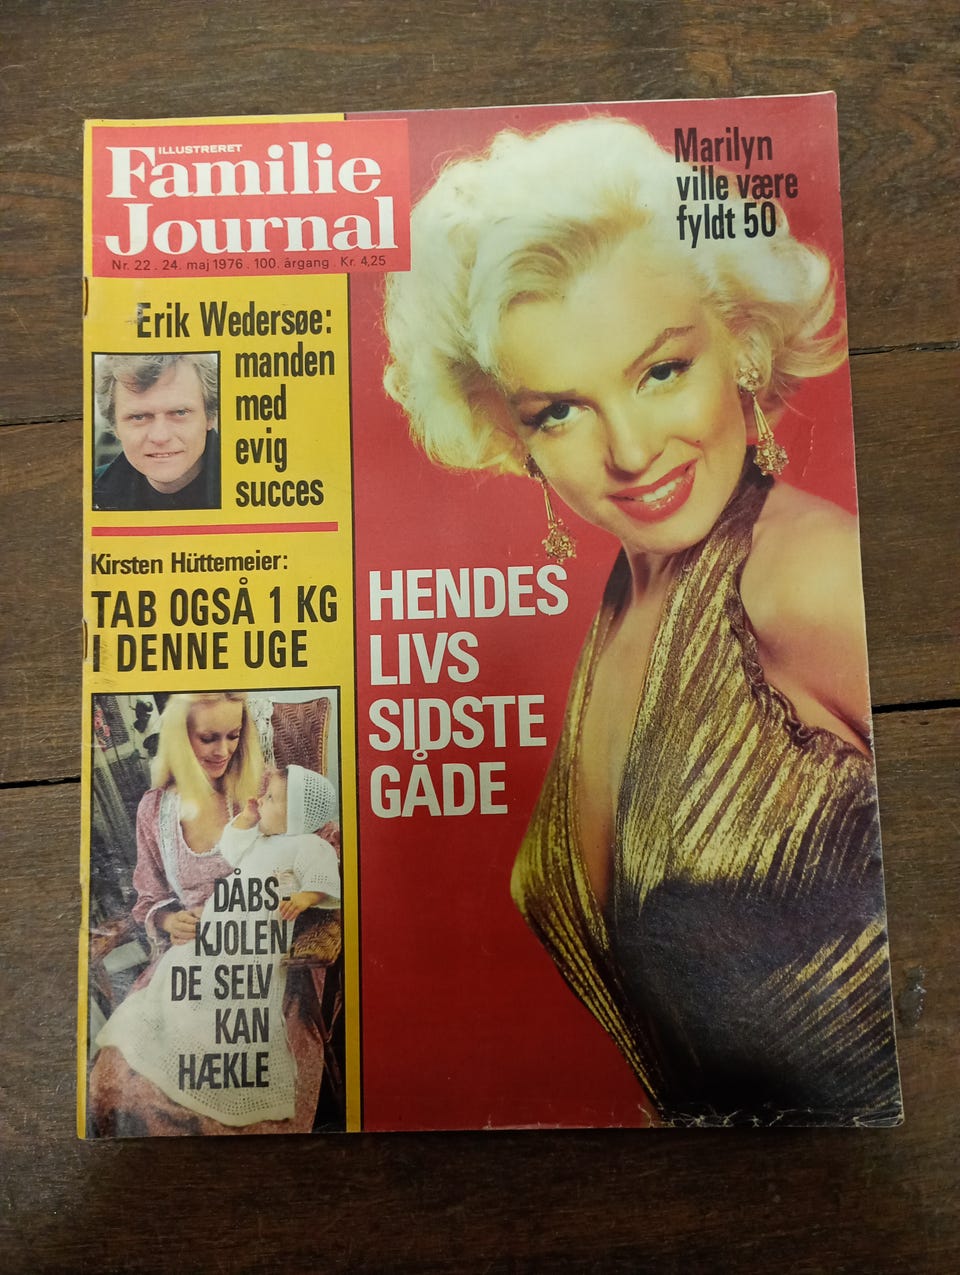 ILLUSTRERET
Familie
Journal
Nr. 22 . 24. maj 1976 . 100. årgang . Kr. 4,25
Marilyn
ville være
fyldt 50
Erik Wedersøe:
manden
med
evig
succes
Kirsten Hüttemeier:
TAB OGSÅ 1 KG
I DENNE UGE
HENDES
LIVS
SIDSTE
GÅDE
DÅBS-
KJOLEN
DE SELV
KAN
HÆKLE